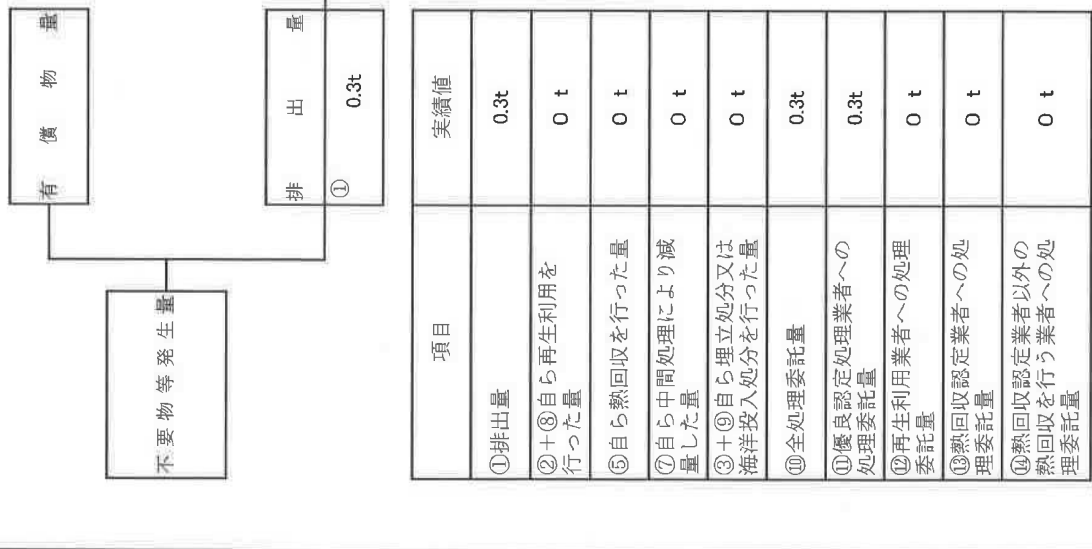 有償物量
不要物等発生量
排出量
①
0.3t
項目
実績値
①排出量
0.3t
②+⑧自ら再生利用を
行った量
0 t
⑤自ら熱回収を行った量
0 t
⑦自ら中間処理により減
量した量
0 t
③+⑨自ら埋立処分又は
海洋投入処分を行った量
0 t
⑩全処理委託量
0.3t
⑪優良認定処理業者への
処理委託量
0.3t
⑫再生利用業者への処理
委託量
0 t
⑬熱回収認定業者への処
理委託量
0 t
⑭熱回収認定業者以外の
熱回収を行う業者への処
理委託量
0 t